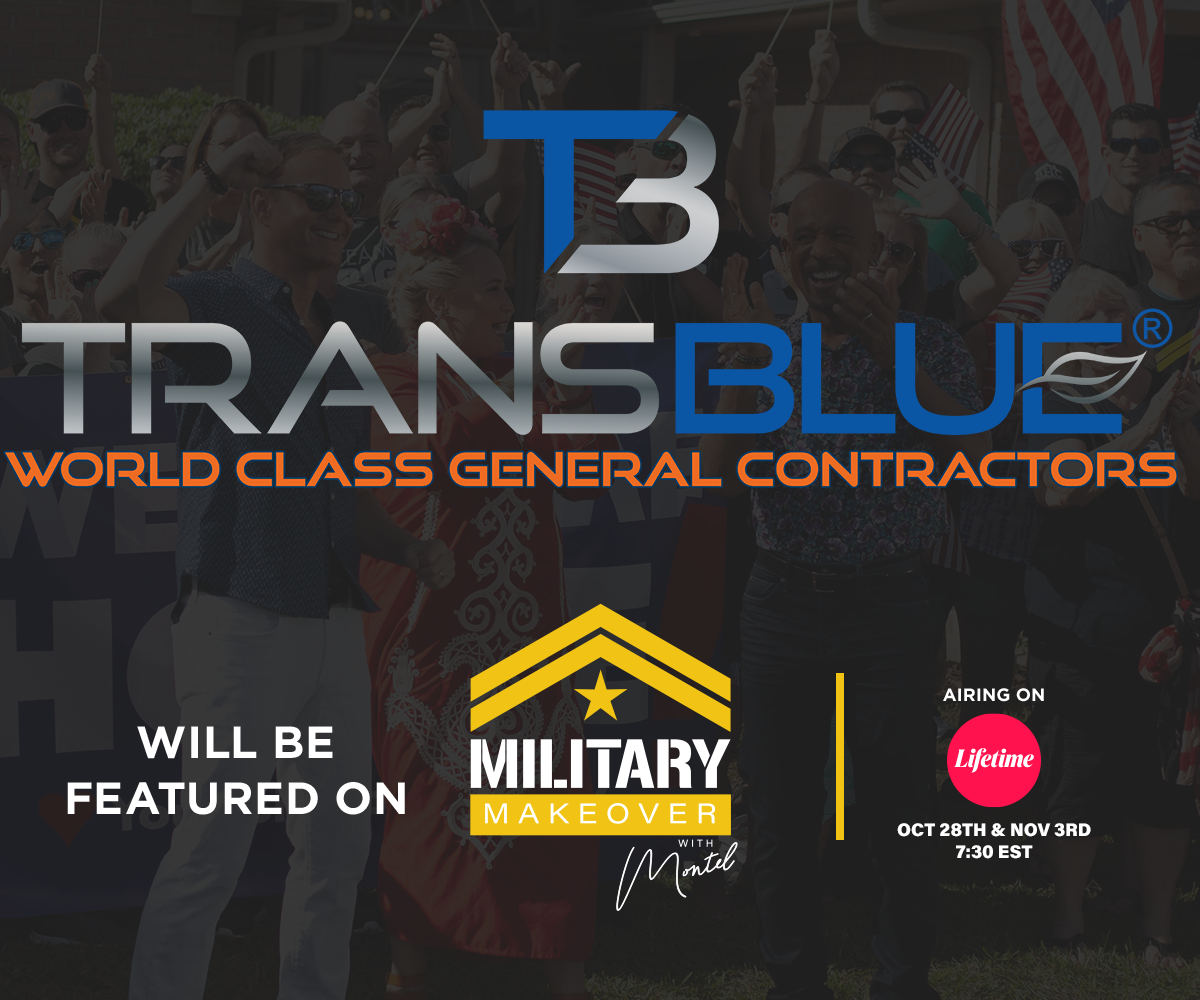 TB
TRANSBLUE®
WORLD CLASS GENERAL CONTRACTORS
WILL BE
FEATURED ON
MILITARY
MAKEOVER
WITH
Montel
AIRING ON
Lifetime
OCT 28TH & NOV 3RD
7:30 EST